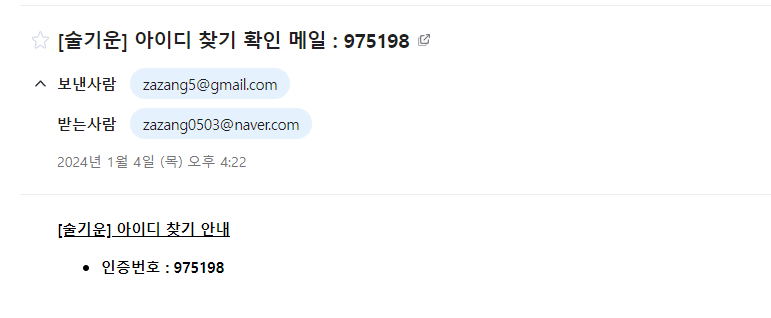 [술기운] 아이디 찾기 확인 메일 : 975198
보낸사람 zazang5@gmail.com
받는사람 zazang0503@naver.com
2024년 1월 4일 (목) 오후 4:22
[술기운] 아이디 찾기 안내
• 인증번호 : 975198